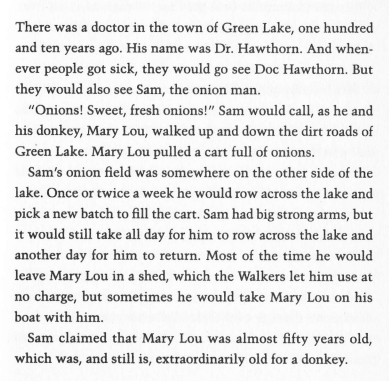 There was a doctor in the town of Green Lake, one hundred
and ten years ago. His name was Dr. Hawthorn. And when-
ever people got sick, they would go see Doc Hawthorn. But
they would also see Sam, the onion man.
"Onions! Sweet, fresh onions!" Sam would call, as he and
his donkey, Mary Lou, walked up and down the dirt roads of
Green Lake. Mary Lou pulled a cart full of onions.
Sam's onion field was somewhere on the other side of the
lake. Once or twice a week he would row across the lake and
pick a new batch to fill the cart. Sam had big strong arms, but
it would still take all day for him to row across the lake and
another day for him to return. Most of the time he would
leave Mary Lou in a shed, which the Walkers let him use at
no charge, but sometimes he would take Mary Lou on his
boat with him.
Sam claimed that Mary Lou was almost fifty years old,
which was, and still is, extraordinarily old for a donkey.